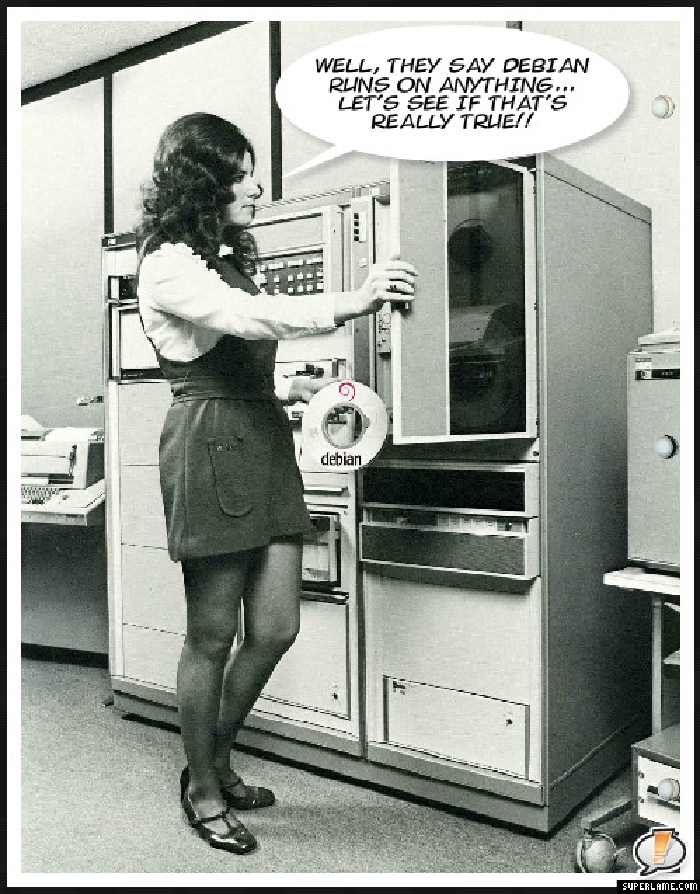 WELL, THEY SAY DEBIAN
RUNS ON ANYTHING...
LET'S SEE IF THAT'S
REALLY TRUE!!
debian
SUPERLAME.COM